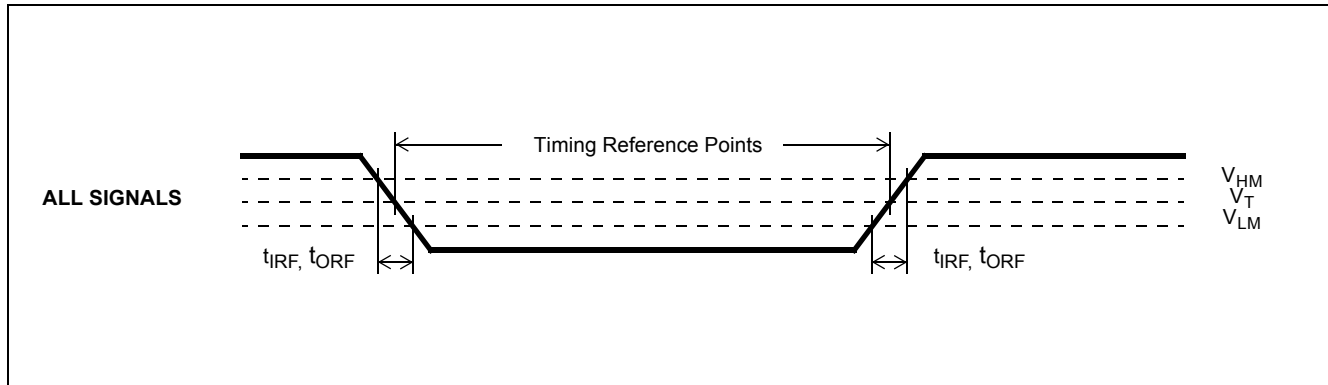 Timing Reference Points
ALL SIGNALS
VHM
VT
VLM
tIRF, tORF
tIRF, tORF